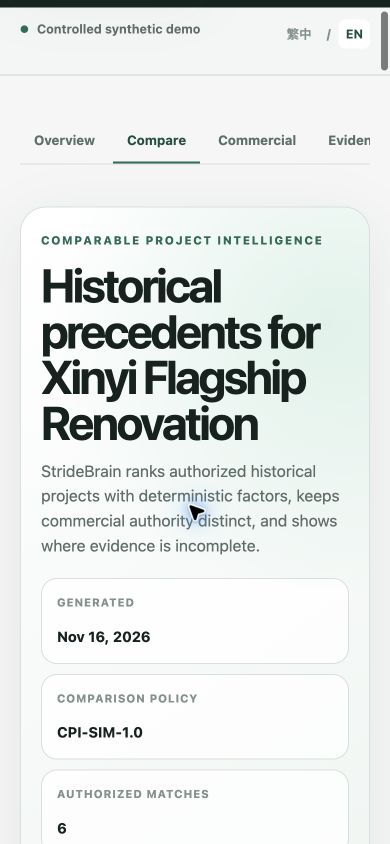 Controlled synthetic demo
繁中 / EN
Overview Compare Commercial Eviden
COMPARABLE PROJECT INTELLIGENCE
Historical
precedents for
Xinyi Flagship
Renovation
StrideBrain ranks authorized historical
projects with deterministic factors, keeps
commercial authority distinct, and shows
where evidence is incomplete.
GENERATED
Nov 16, 2026
COMPARISON POLICY
CPI-SIM-1.0
AUTHORIZED MATCHES
6